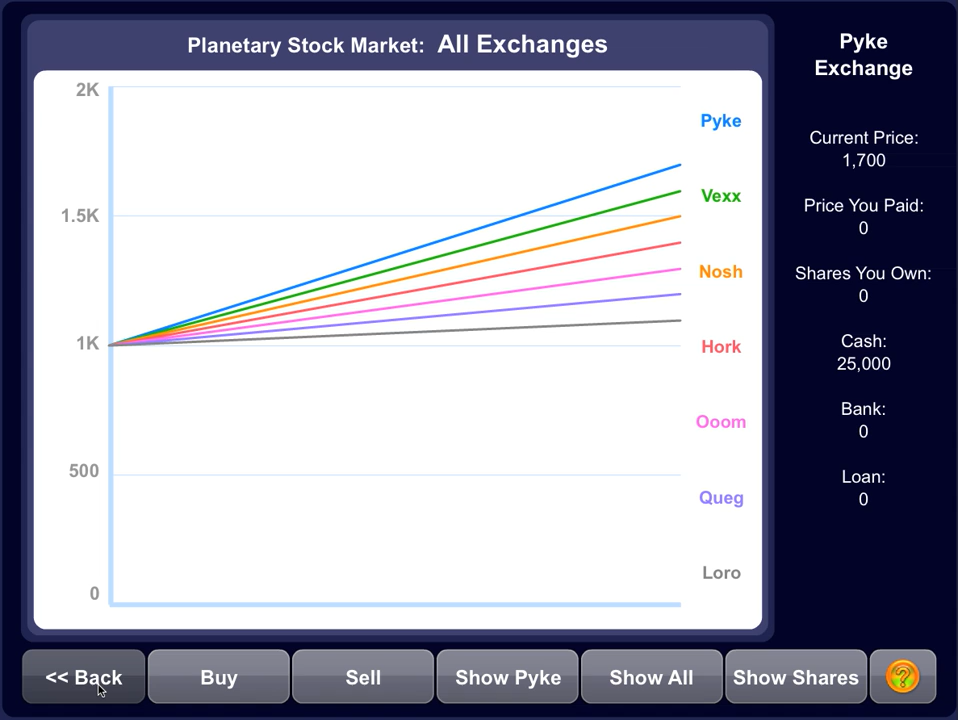 Planetary Stock Market: All Exchanges
2K
1.5K
1K
500
0
Pyke
Vexx
Nosh
Hork
Ooom
Queg
Loro
Pyke
Exchange
Current Price:
1,700
Price You Paid:
0
Shares You Own:
0
Cash:
25,000
Bank:
0
Loan:
0
<< Back
Buy
Sell
Show Pyke
Show All
Show Shares
?